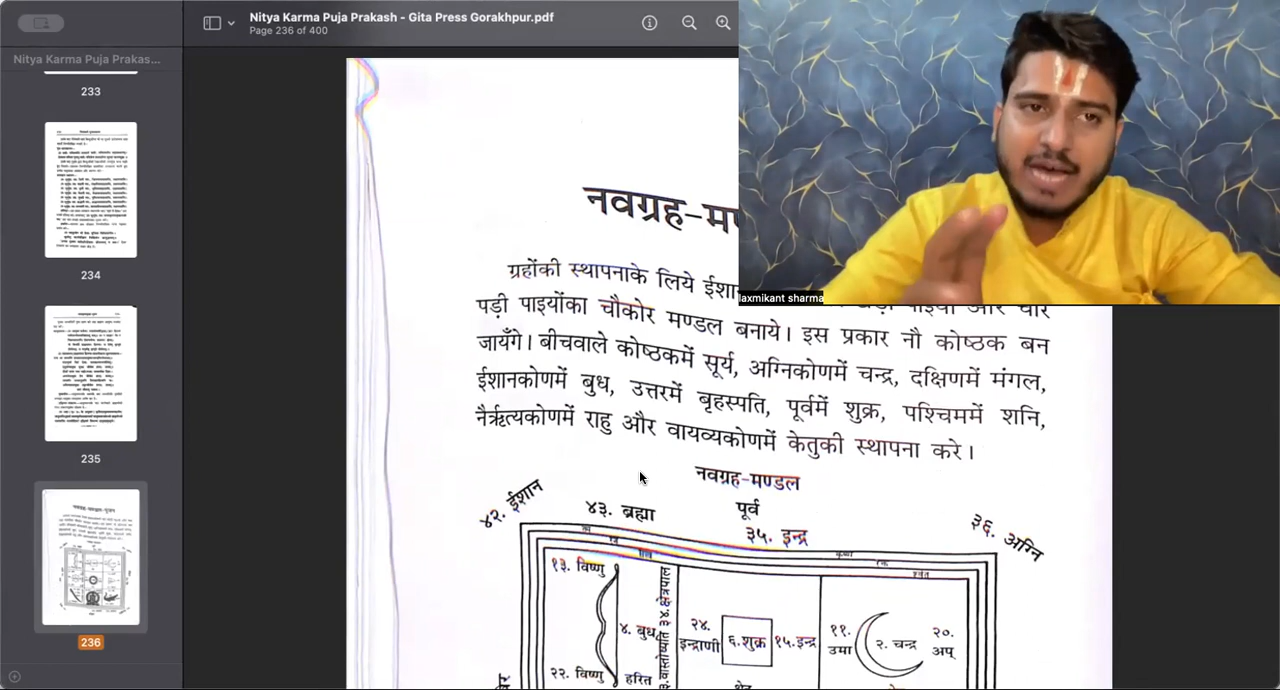 Nitya Karma Puja Prakash - Gita Press Gorakhpur.pdf
Page 236 of 400
Nitya Karma Puja Prakas...
233
234
235
236
laxmikant sharma
नवग्रह-म
ग्रहोंकी स्थापनाके लिये ईशा
पड़ी पाइयोंका चौकोर मण्डल बनाये। इस प्रकार नौ कोष्ठक बन
जायँगे। बीचवाले कोष्ठकमें सूर्य, अग्निकोणमें चन्द्र, दक्षिणमें मंगल,
ईशानकोणमें बुध, उत्तरमें बृहस्पति, पूर्वमें शुक्र, पश्चिममें शनि,
नैर्ऋत्यकोणमें राहु और वायव्यकोणमें केतुकी स्थापना करे।
नवग्रह-मण्डल
४२. ईशान
४३. ब्रह्मा
पूर्व
३५. इन्द्र
३६. अग्नि
१३. विष्णु
३४. क्षेत्रपाल
वास्तोष्पति
४. बुध
२४.
इन्द्राणी
६. शुक्र
१५. इन्द्र
११.
उमा
२. चन्द्र
२०.
अप्
२२. विष्णु
हरित